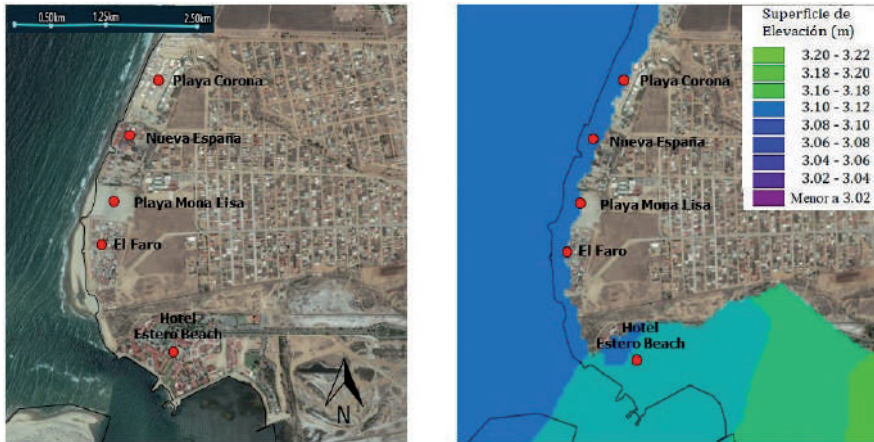 0.50km 1.25km 2.50km
Playa Corona
Nueva España
Playa Mona Lisa
El Faro
Hotel
Estero Beach
N
Playa Corona
Nueva España
Playa Mona Lisa
El Faro
Hotel
Estero Beach
Superficie de
Elevación (m)
3.20 - 3.22
3.18 - 3.20
3.16 - 3.18
3.10 - 3.12
3.08 - 3.10
3.06 - 3.08
3.04 - 3.06
3.02 - 3.04
Menor a 3.02